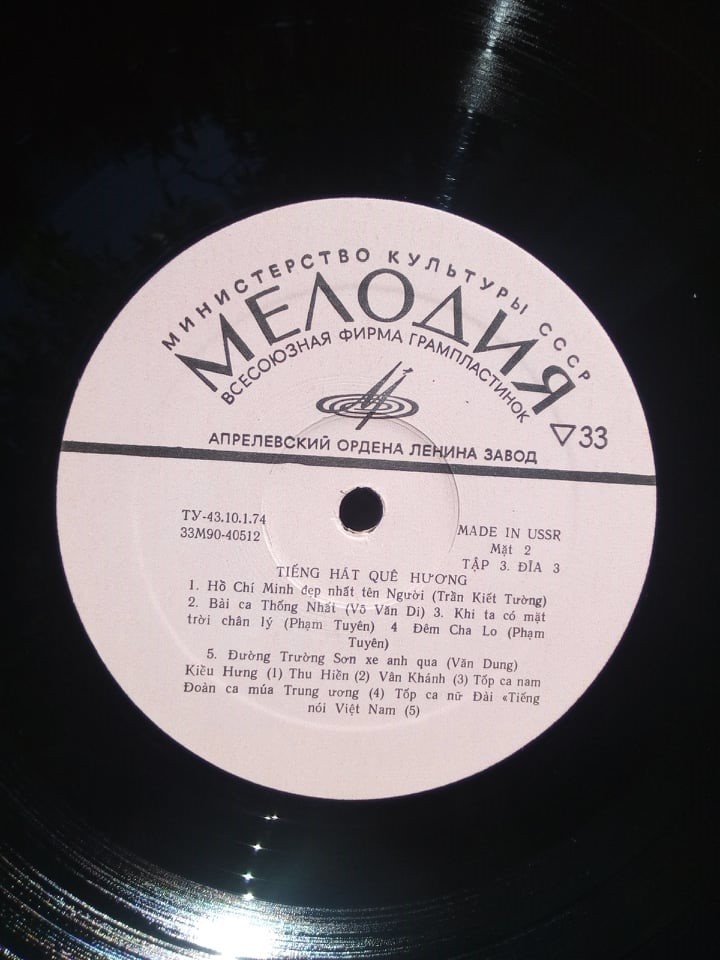 МИНИСТЕРСТВО КУЛЬТУРЫ СССР
МЕЛОДИЯ
ВСЕСОЮЗНАЯ ФИРМА ГРАМПЛАСТИНОК
33
АПРЕЛЕВСКИЙ ОРДЕНА ЛЕНИНА ЗАВОД
ТУ-43.10.1.74
33М90-40512
MADE IN USSR
Mặt 2
TẬP 3. ĐĨA 3
TIẾNG HÁT QUÊ HƯƠNG
1. Hồ Chí Minh đẹp nhất tên Người (Trần Kiết Tường)
2. Bài ca Thống Nhất (Võ Văn Di) 3. Khi ta có mặt
trời chân lý (Phạm Tuyên) 4 Đêm Cha Lo (Phạm
Tuyên)
5. Đường Trường Sơn xe anh qua (Văn Dung)
Kiều Hưng (1) Thu Hiền (2) Vân Khánh (3) Tốp ca nam
Đoàn ca múa Trung ương (4) Tốp ca nữ Đài «Tiếng
nói Việt Nam (5)